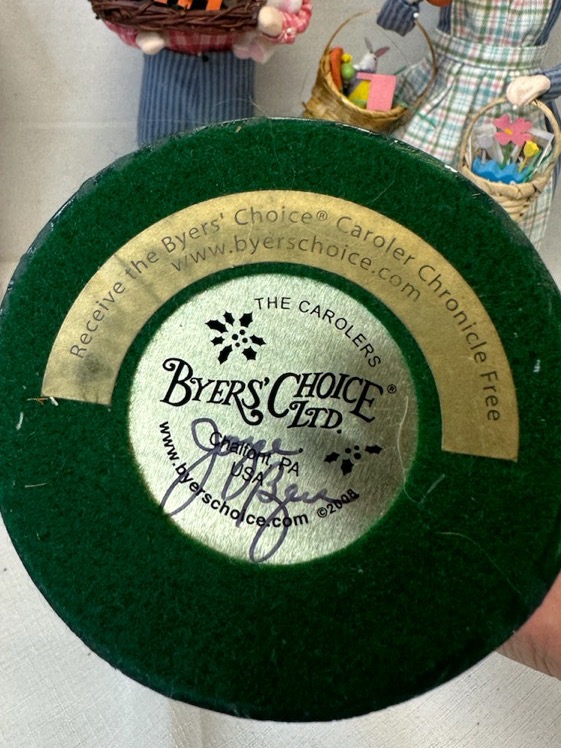 Receive the Byers' Choice® Caroler Chronicle Free
www.byerschoice.com
THE CAROLERS
BYERS' CHOICE®
LTD.
Chalfont, PA
USA
www.byerschoice.com ©2008
Joyce